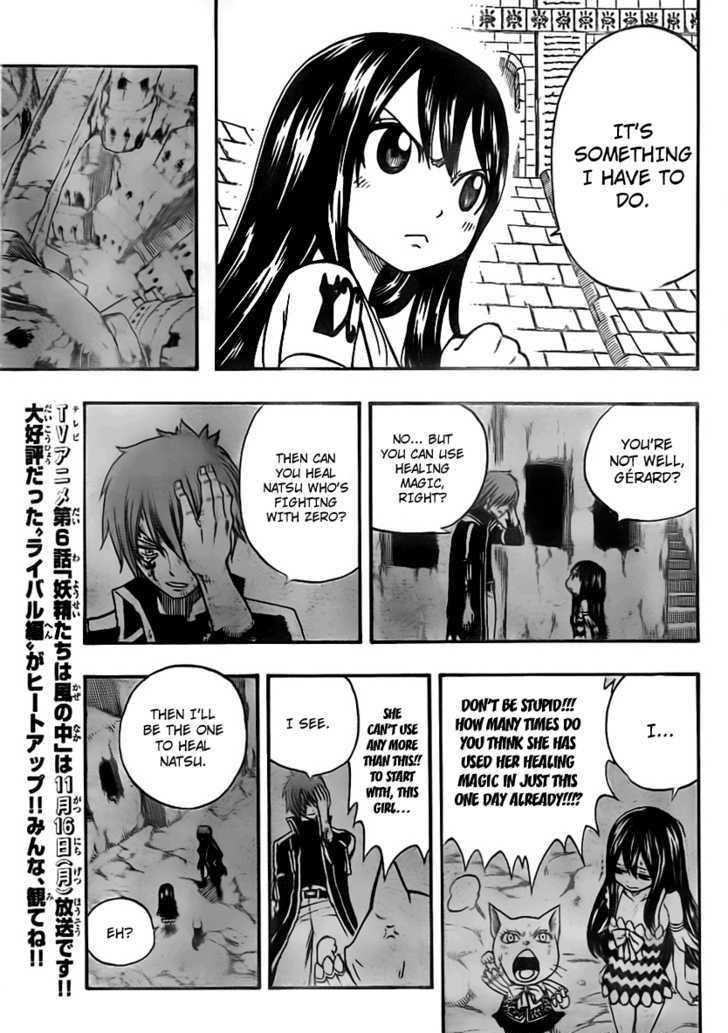 IT'S
SOMETHING
I HAVE TO
DO.
YOU'RE
NOT WELL,
GÉRARD?
NO... BUT
YOU CAN USE
HEALING
MAGIC,
RIGHT?
THEN CAN
YOU HEAL
NATSU WHO'S
FIGHTING
WITH ZERO?
I...
DON'T BE STUPID!!!
HOW MANY TIMES DO
YOU THINK SHE HAS
USED HER HEALING
MAGIC IN JUST THIS
ONE DAY ALREADY!!!?
SHE
CAN'T USE
ANY MORE
THAN THIS!!
TO START
WITH, THIS
GIRL...
I SEE.
THEN I'LL
BE THE ONE
TO HEAL
NATSU.
EH?
TVアニメ第6話「妖精たちは風の中」は11月16日(月)放送です!!
大好評だった〝ライバル編〟がヒートアップ!!みんな、観てね!!